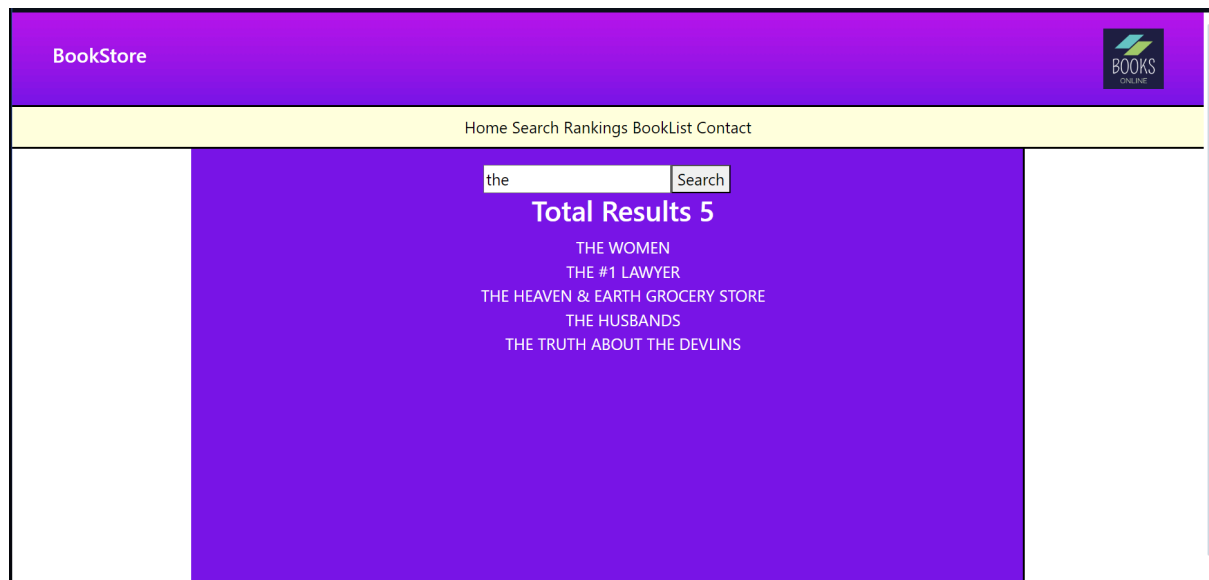 BookStore
BOOKS
ONLINE
Home Search Rankings BookList Contact
the Search
Total Results 5
THE WOMEN
THE #1 LAWYER
THE HEAVEN & EARTH GROCERY STORE
THE HUSBANDS
THE TRUTH ABOUT THE DEVLINS